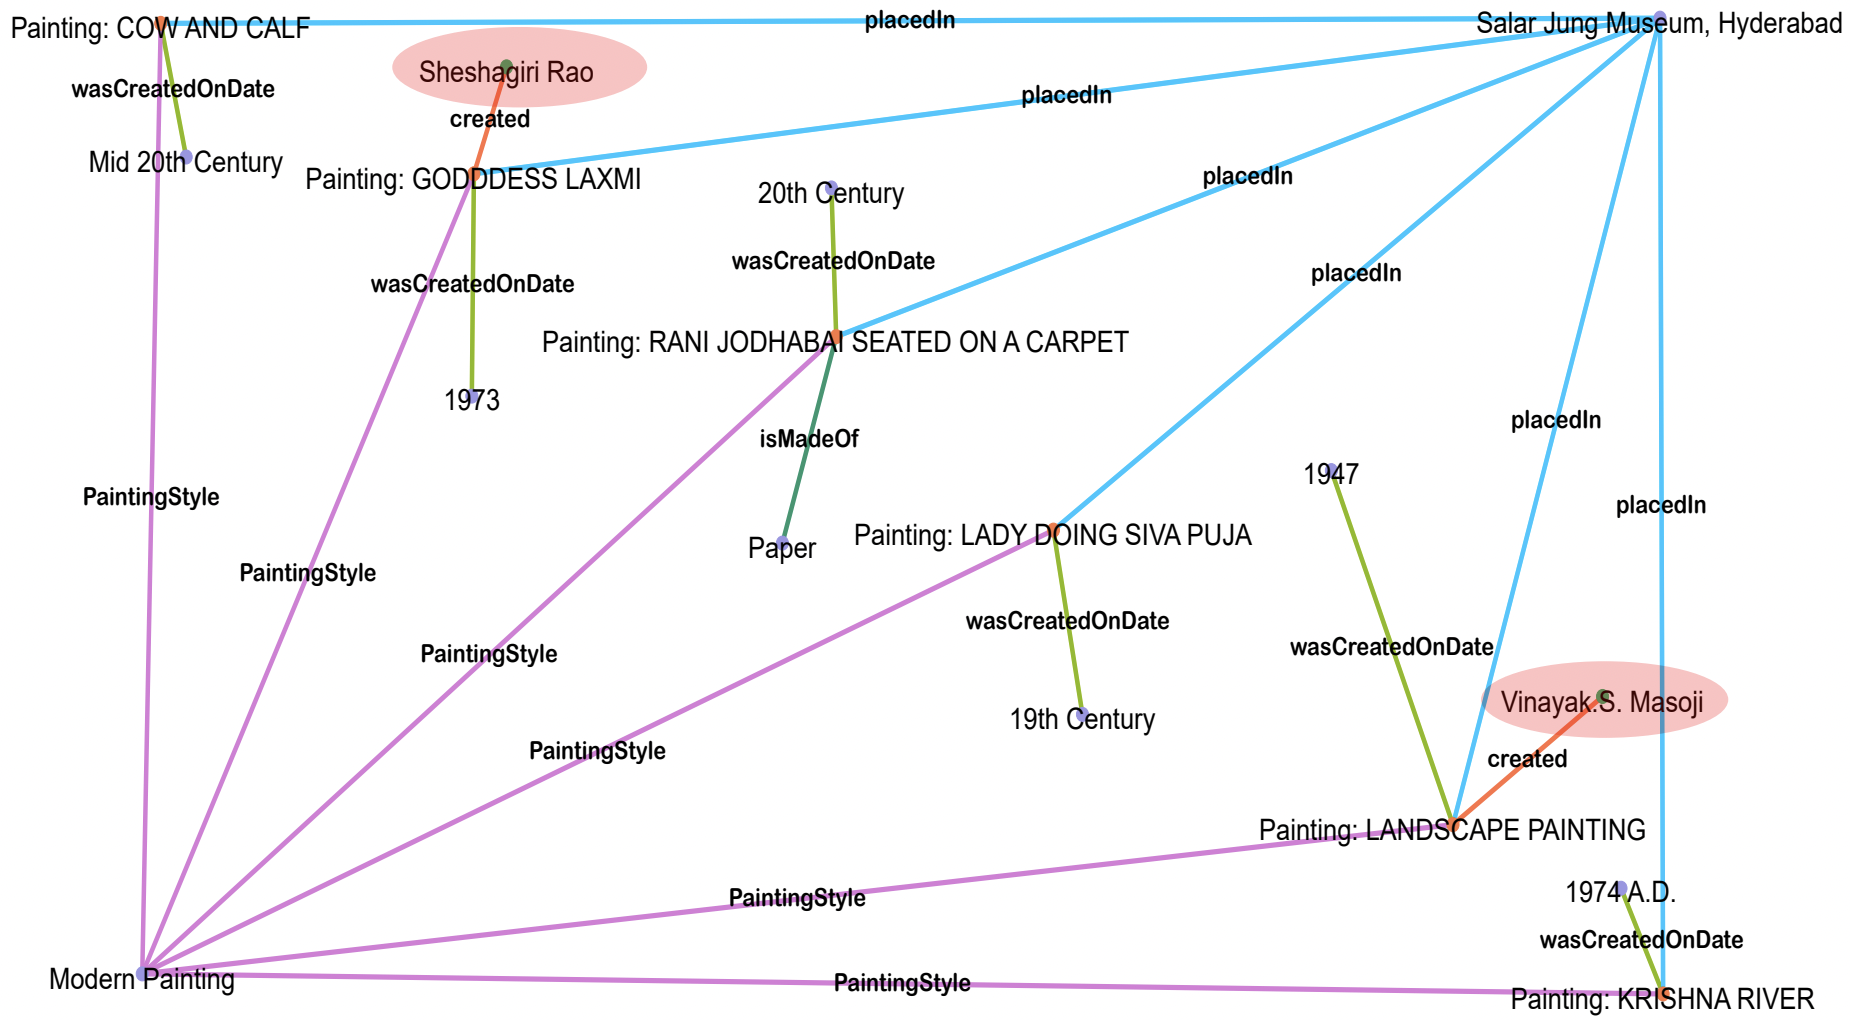 Painting: COW AND CALF
placedIn
Salar Jung Museum, Hyderabad
Sheshagiri Rao
wasCreatedOnDate
placedIn
created
Mid 20th Century
Painting: GODDDESS LAXMI
placedIn
20th Century
wasCreatedOnDate
placedIn
wasCreatedOnDate
Painting: RANI JODHABAI SEATED ON A CARPET
1973
placedIn
isMadeOf
1947
PaintingStyle
placedIn
Painting: LADY DOING SIVA PUJA
Paper
PaintingStyle
wasCreatedOnDate
wasCreatedOnDate
PaintingStyle
Vinayak.S. Masoji
19th Century
PaintingStyle
created
Painting: LANDSCAPE PAINTING
1974 A.D.
PaintingStyle
wasCreatedOnDate
Modern Painting
PaintingStyle
Painting: KRISHNA RIVER